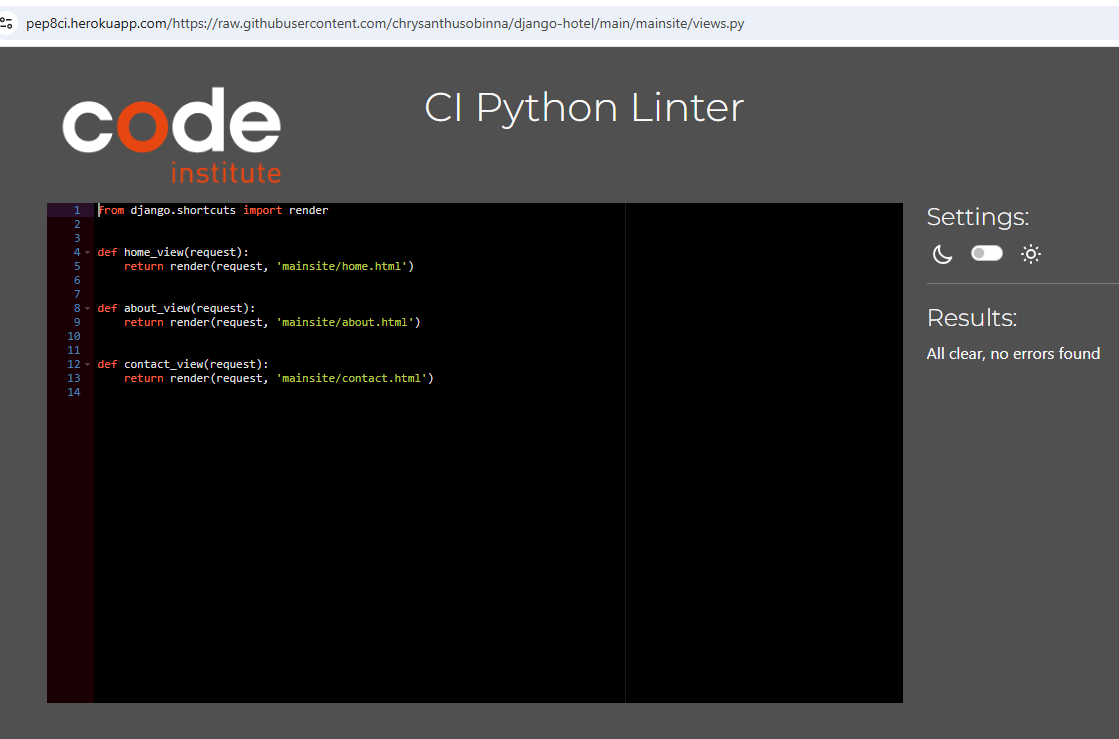 pep8ci.herokuapp.com/https://raw.githubusercontent.com/chrysanthusobinna/django-hotel/main/mainsite/views.py
code
institute
CI Python Linter
1 from django.shortcuts import render
2
3
4 def home_view(request):
5     return render(request, 'mainsite/home.html')
6
7
8 def about_view(request):
9     return render(request, 'mainsite/about.html')
10
11
12 def contact_view(request):
13     return render(request, 'mainsite/contact.html')
14
Settings:
Results:
All clear, no errors found